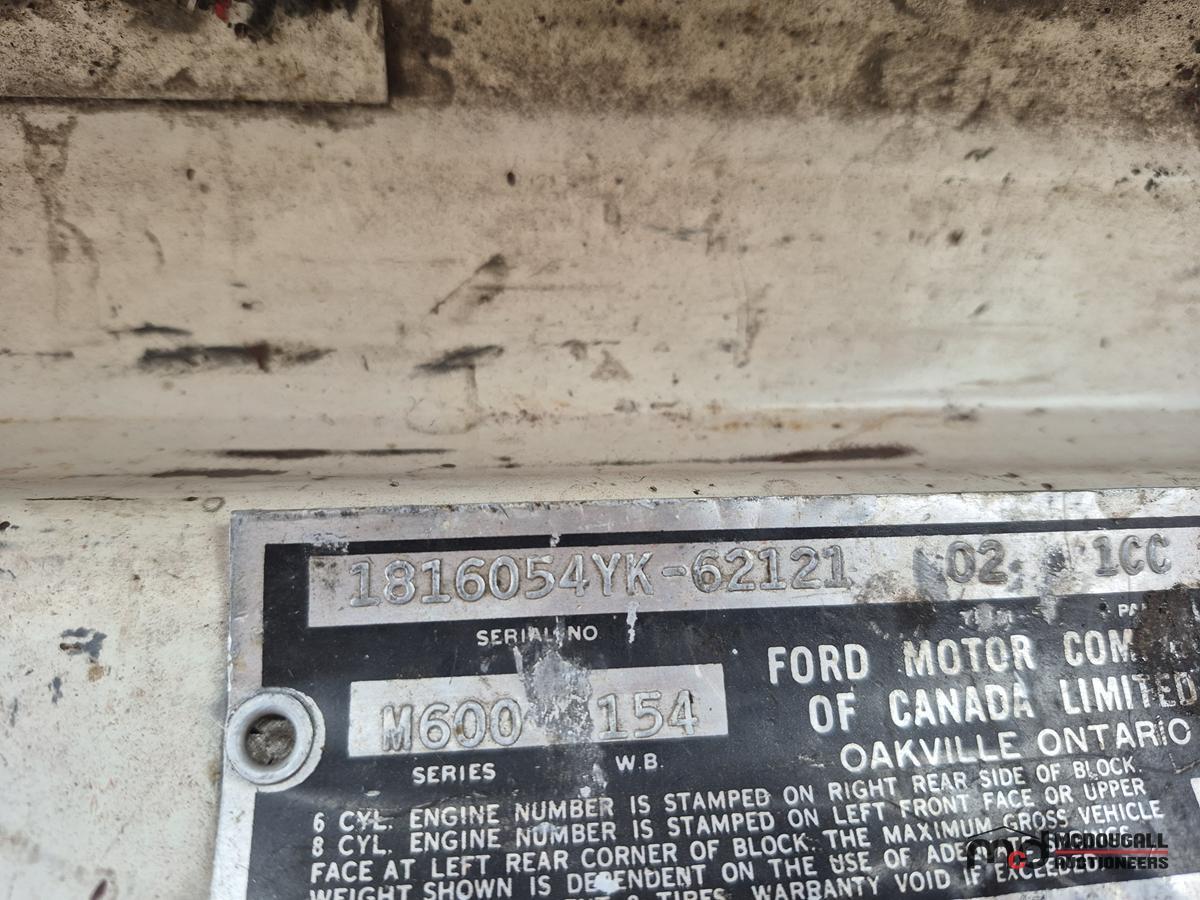 1816054YK-62121 02 1CC
SERIAL NO
M600 154
SERIES W.B.
FORD MOTOR
OF CANADA LIMITED
OAKVILLE ONTARIO
6 CYL. ENGINE NUMBER IS STAMPED ON RIGHT REAR SIDE OF BLOCK.
8 CYL. ENGINE NUMBER IS STAMPED ON LEFT FRONT FACE OR UPPER
FACE AT LEFT REAR CORNER OF BLOCK. THE MAXIMUM GROSS VEHICLE
WEIGHT SHOWN IS DEPENDENT ON THE USE OF
TIRES. WARRANTY VOID IF EXCEEDED.
mcd MCDOUGALL
AUCTIONEERS